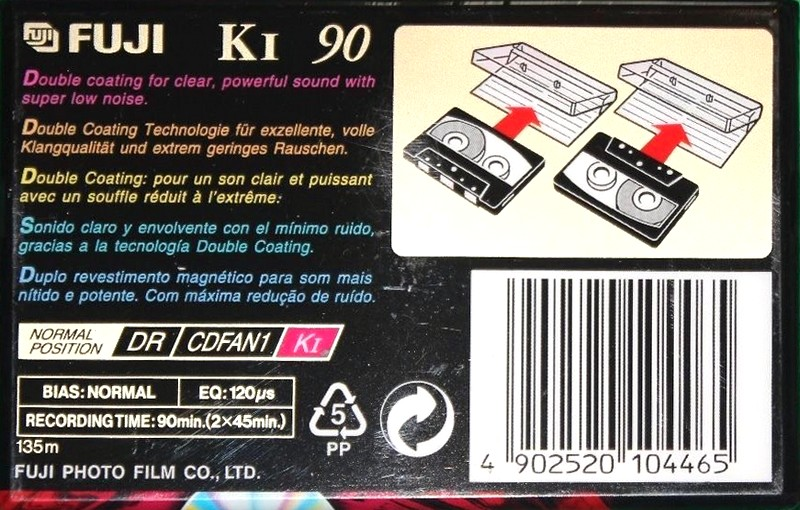 FUJI FUJI KI 90
Double coating for clear, powerful sound with
super low noise.
Double Coating Technologie für exzellente, volle
Klangqualität und extrem geringes Rauschen.
Double Coating: pour un son clair et puissant
avec un souffle réduit à l'extrême:
Sonido claro y envolvente con el mínimo ruido,
gracias a la tecnología Double Coating.
Duplo revestimento magnético para som mais
nítido e potente. Com máxima redução de ruído.
NORMAL
POSITION
DR / CDFAN1 / KI
BIAS: NORMAL
EQ: 120µs
RECORDING TIME: 90min. (2×45min.)
135m
FUJI PHOTO FILM CO., LTD.
5
PP
4 902520 104465